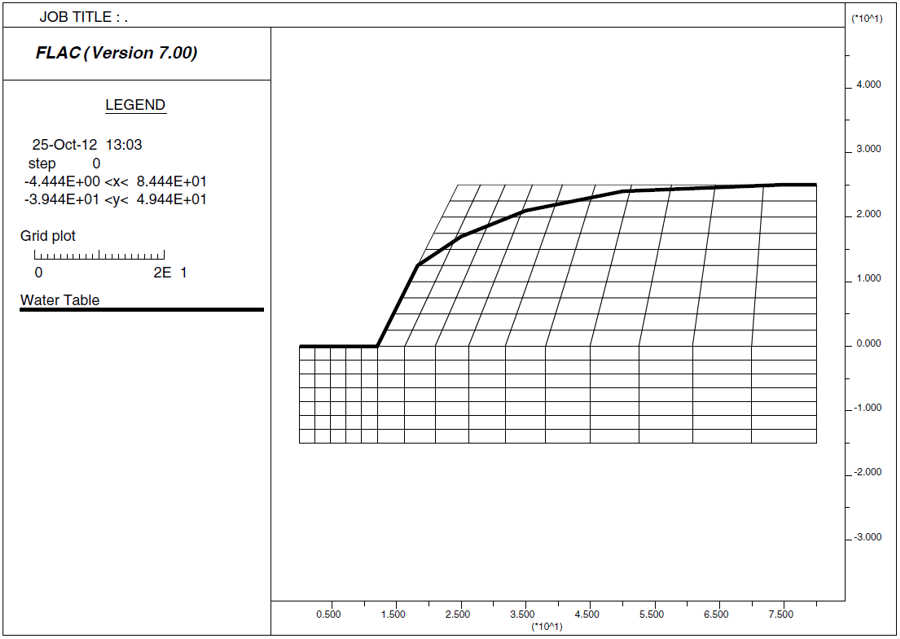 JOB TITLE : .
(*10^1)
FLAC (Version 7.00)
LEGEND
25-Oct-12 13:03
step 0
-4.444E+00 <x< 8.444E+01
-3.944E+01 <y< 4.944E+01
Grid plot
0 2E 1
Water Table
4.000
3.000
2.000
1.000
0.000
-1.000
-2.000
-3.000
0.500 1.500 2.500 3.500 4.500 5.500 6.500 7.500
(*10^1)